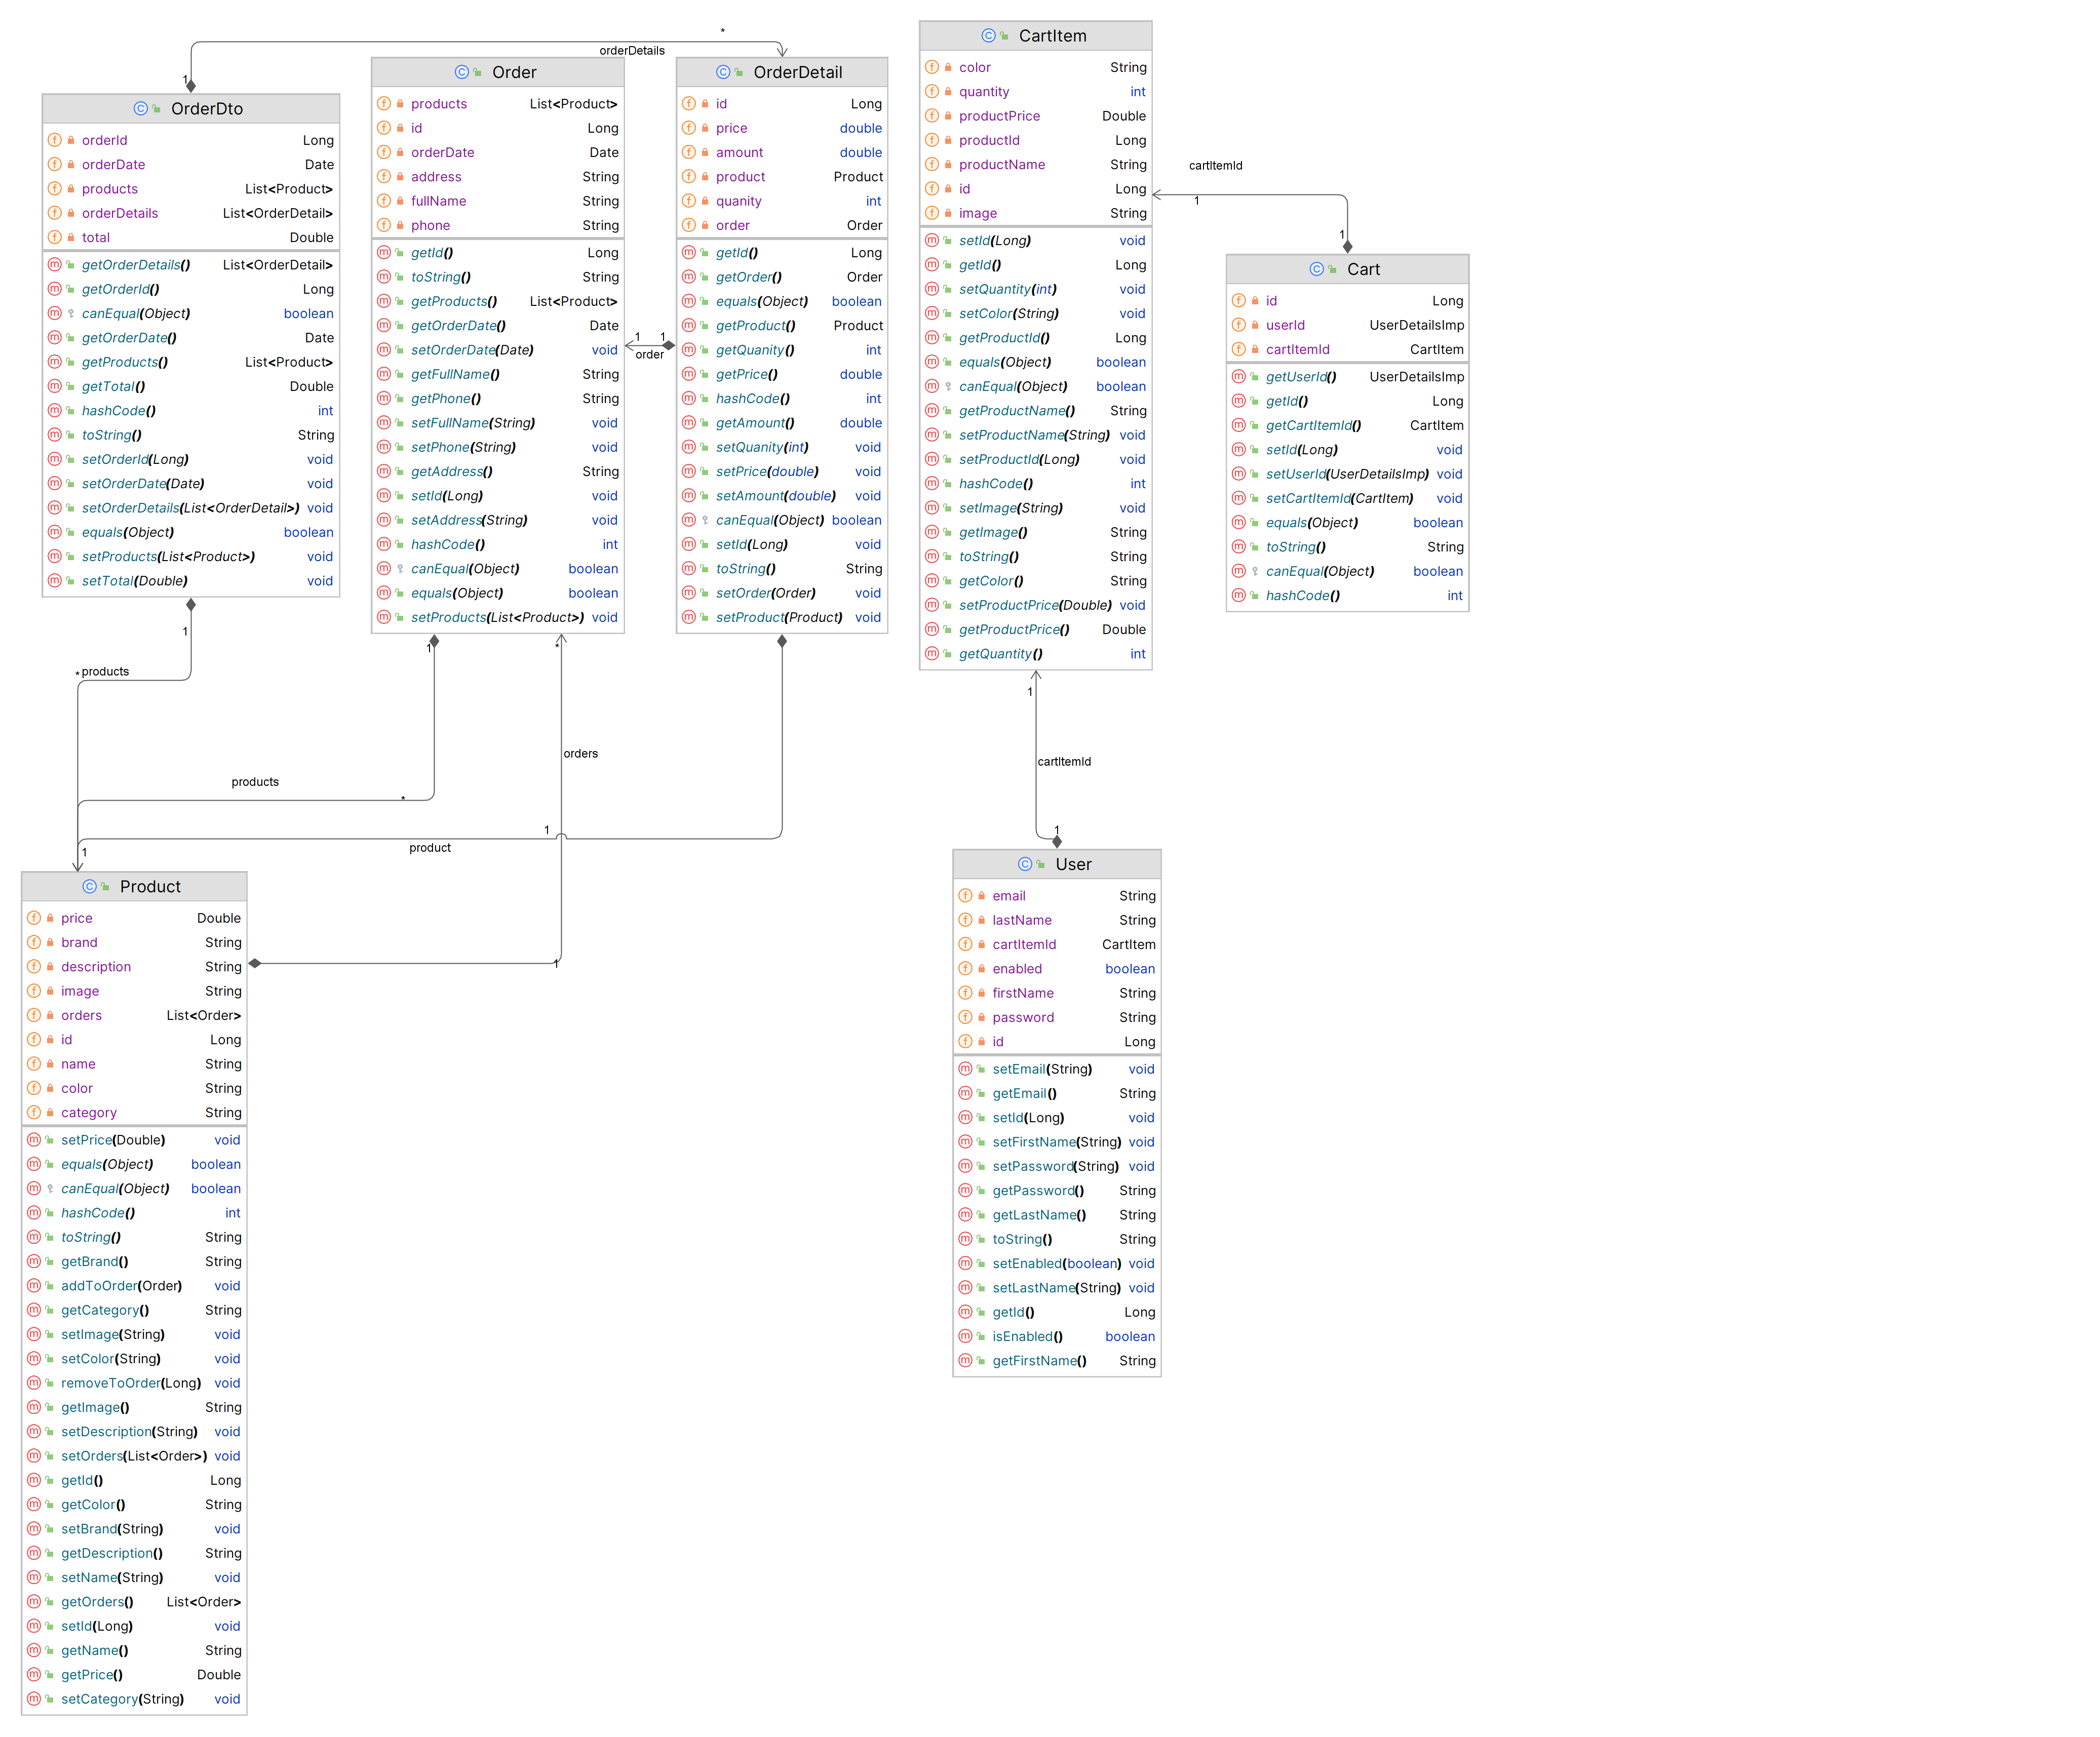 OrderDto
orderId Long
orderDate Date
products List<Product>
orderDetails List<OrderDetail>
total Double
getOrderDetails() List<OrderDetail>
getOrderId() Long
canEqual(Object) boolean
getOrderDate() Date
getProducts() List<Product>
getTotal() Double
hashCode() int
toString() String
setOrderId(Long) void
setOrderDate(Date) void
setOrderDetails(List<OrderDetail>) void
equals(Object) boolean
setProducts(List<Product>) void
setTotal(Double) void
1
*
orderDetails
Order
products List<Product>
id Long
orderDate Date
address String
fullName String
phone String
getId() Long
toString() String
getProducts() List<Product>
getOrderDate() Date
setOrderDate(Date) void
getFullName() String
getPhone() String
setFullName(String) void
setPhone(String) void
getAddress() String
setId(Long) void
setAddress(String) void
hashCode() int
canEqual(Object) boolean
equals(Object) boolean
setProducts(List<Product>) void
1 1
order
OrderDetail
id Long
price double
amount double
product Product
quanity int
order Order
getId() Long
getOrder() Order
equals(Object) boolean
getProduct() Product
getQuanity() int
getPrice() double
hashCode() int
getAmount() double
setQuanity(int) void
setPrice(double) void
setAmount(double) void
canEqual(Object) boolean
setId(Long) void
toString() String
setOrder(Order) void
setProduct(Product) void
CartItem
color String
quantity int
productPrice Double
productId Long
productName String
id Long
image String
setId(Long) void
getId() Long
setQuantity(int) void
setColor(String) void
getProductId() Long
equals(Object) boolean
canEqual(Object) boolean
getProductName() String
setProductName(String) void
setProductId(Long) void
hashCode() int
setImage(String) void
getImage() String
toString() String
getColor() String
setProductPrice(Double) void
getProductPrice() Double
getQuantity() int
cartItemId
1
1
Cart
id Long
userId UserDetailsImp
cartItemId CartItem
getUserId() UserDetailsImp
getId() Long
getCartItemId() CartItem
setId(Long) void
setUserId(UserDetailsImp) void
setCartItemId(CartItem) void
equals(Object) boolean
toString() String
canEqual(Object) boolean
hashCode() int
1
*products
1
*
products
*
orders
1
product
1
1
1
cartItemId
1
Product
price Double
brand String
description String
image String
orders List<Order>
id Long
name String
color String
category String
setPrice(Double) void
equals(Object) boolean
canEqual(Object) boolean
hashCode() int
toString() String
getBrand() String
addToOrder(Order) void
getCategory() String
setImage(String) void
setColor(String) void
removeToOrder(Long) void
getImage() String
setDescription(String) void
setOrders(List<Order>) void
getId() Long
getColor() String
setBrand(String) void
getDescription() String
setName(String) void
getOrders() List<Order>
setId(Long) void
getName() String
getPrice() Double
setCategory(String) void
User
email String
lastName String
cartItemId CartItem
enabled boolean
firstName String
password String
id Long
setEmail(String) void
getEmail() String
setId(Long) void
setFirstName(String) void
setPassword(String) void
getPassword() String
getLastName() String
toString() String
setEnabled(boolean) void
setLastName(String) void
getId() Long
isEnabled() boolean
getFirstName() String